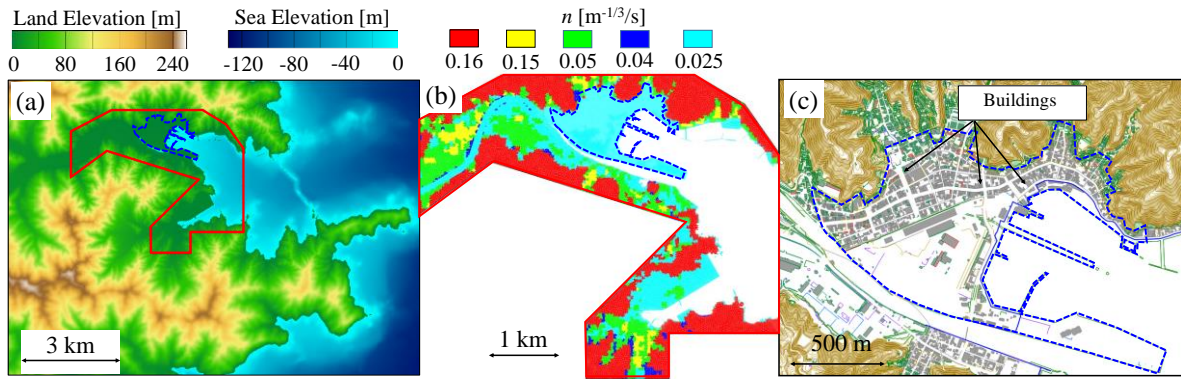 Land Elevation [m]
Sea Elevation [m]
n [m-1/3/s]
0 80 160 240
-120 -80 -40 0
0.16 0.15 0.05 0.04 0.025
(a)
(b)
(c)
Buildings
3 km
1 km
500 m